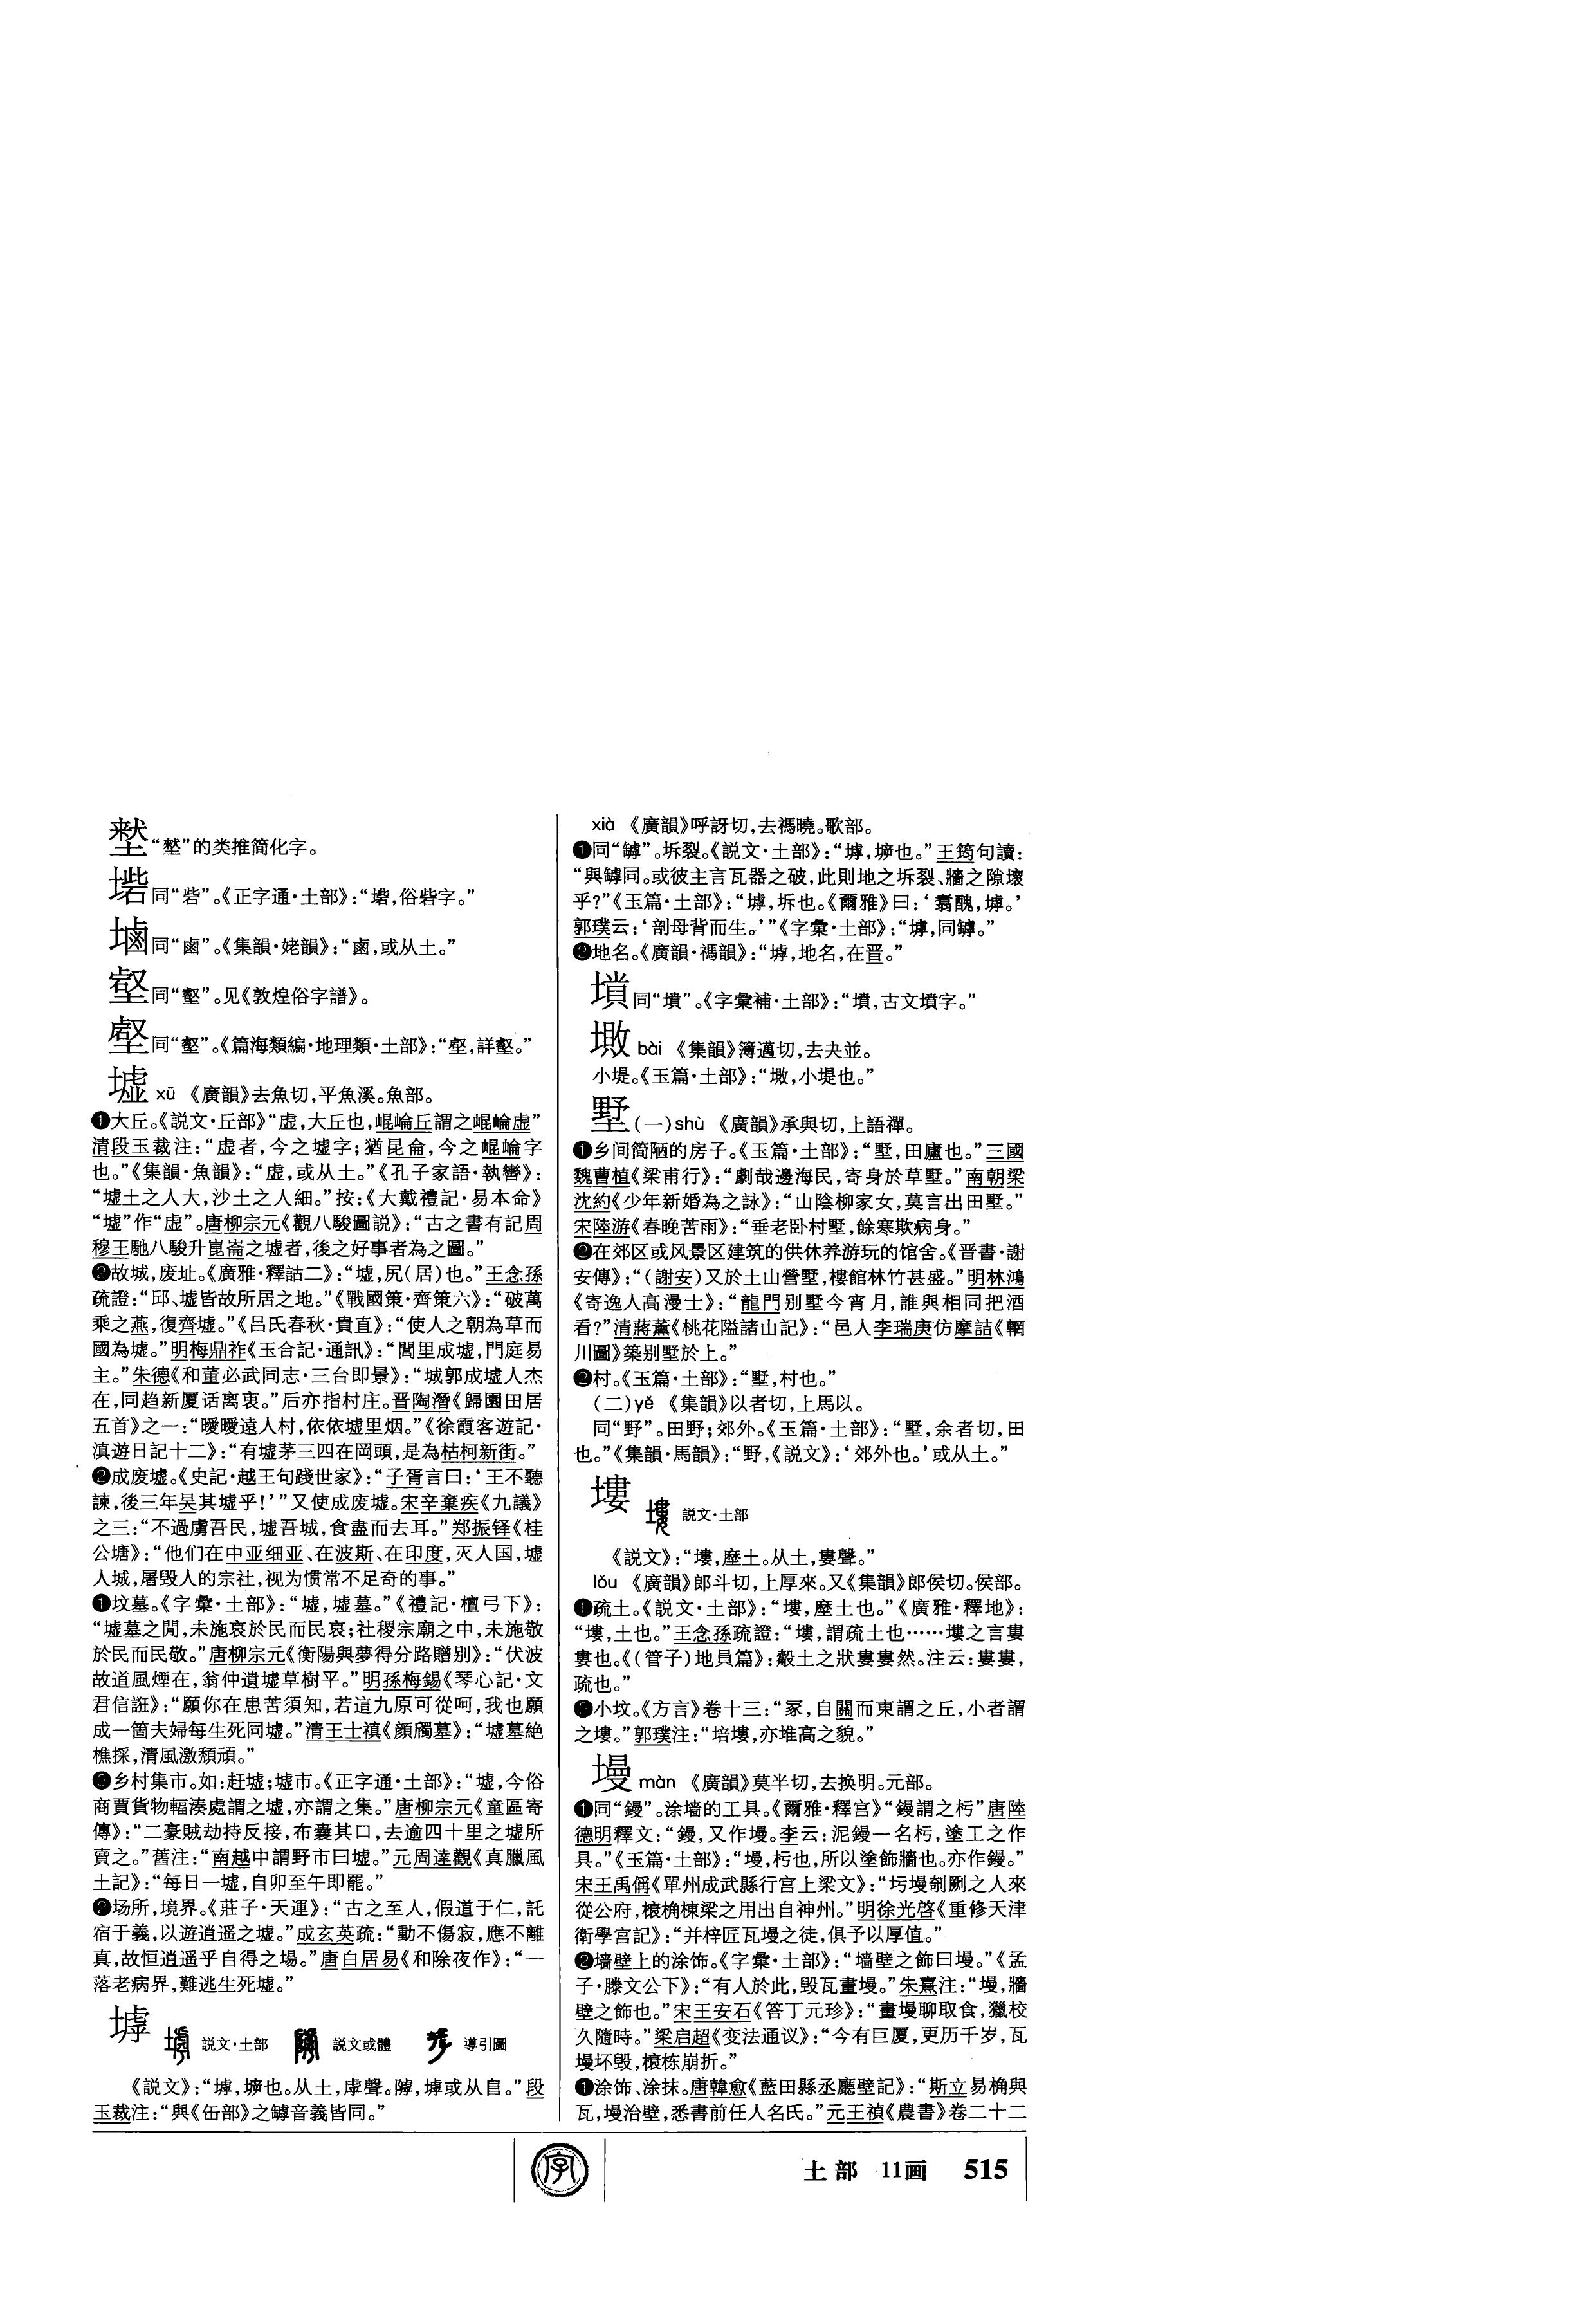 “嫯”的类推简化字。
同“砦”。《正字通·土部》：“㙞，俗砦字。”
塷同“鹵”。《集韻·姥韻》：“鹵，或从土。”
同“壑”。见《敦煌俗字譜》。
同“壑”。《篇海類編·地理類·土部》：“，詳壑。”
墟 xū 《廣韻》去魚切，平魚溪。魚部。
❶大丘。《説文·丘部》“虚，大丘也，崐崘丘謂之崐崘虚”
清段玉裁注：“虚者，今之墟字；猶昆侖，今之崐崘字
也。”《集韻·魚韻》：“虚，或从土。”《孔子家語·執轡》：
“墟土之人大，沙土之人細。”按：《大戴禮記·易本命》
“墟”作“虚”。唐柳宗元《觀八駿圖説》：“古之書有記周
穆王馳八駿升崑崙之墟者，後之好事者為之圖。”
❷故城，废址。《廣雅·釋詁二》：“墟，凥(居)也。”王念孫
疏證：“邱、墟皆故所居之地。”《戰國策·齊策六》：“破萬
乘之燕，復齊墟。”《吕氏春秋·貴直》：“使人之朝為草而
國為墟。”明梅鼎祚《玉合記·通訊》：“閭里成墟，門庭易
主。”朱德《和董必武同志·三台即景》：“城郭成墟人杰
在，同趋新厦话离衷。”后亦指村庄。晋陶潛《歸園田居
五首》之一：“曖曖遠人村，依依墟里烟。”《徐霞客遊記·
滇遊日記十二》：“有墟茅三四在岡頭，是為枯柯新街。”
❷成废墟。《史記·越王句踐世家》：“子胥言曰：‘王不聽
諫，後三年吴其墟乎！’”又使成废墟。宋辛棄疾《九議》
之三：“不過虜吾民，墟吾城，食盡而去耳。”郑振铎《桂
公塘》：“他们在中亚细亚、在波斯、在印度，灭人国，墟
人城，屠毁人的宗社，视为惯常不足奇的事。”
❶坟墓。《字彙·土部》：“墟，墟墓。”《禮記·檀弓下》：
“墟墓之閒，未施哀於民而民哀；社稷宗廟之中，未施敬
於民而民敬。”唐柳宗元《衡陽與夢得分路贈别》：“伏波
故道風煙在，翁仲遺墟草樹平。”明孫梅錫《琴心記·文
君信誑》：“願你在患苦須知，若這九原可從呵，我也願
成一箇夫婦每生死同墟。”清王士禛《顔斶墓》：“墟墓絶
樵採，清風激頽頑。”
❺乡村集市。如：赶墟；墟市。《正字通·土部》：“墟，今俗
商賈貨物輻湊處謂之墟，亦謂之集。”唐柳宗元《童區寄
傳》：“二豪賊劫持反接，布囊其口，去逾四十里之墟所
賣之。”舊注：“南越中謂野市曰墟。”元周達觀《真臘風
土記》：“每日一墟，自卯至午即罷。”
❷场所，境界。《莊子·天運》：“古之至人，假道于仁，託
宿于義，以遊逍遥之墟。”成玄英疏：“動不傷寂，應不離
真，故恒逍遥乎自得之場。”唐白居易《和除夜作》：“一
落老病界，難逃生死墟。”
㙤 説文·土部 説文或體 導引圖
《説文》：“㙤，㙋也。从土，虖聲。㙤或从𨸏。”段
玉裁注：“與《缶部》之罅音義皆同。”
xià 《廣韻》呼訝切，去禡曉。歌部。
❶同“罅”。坼裂。《説文·土部》：“㙤，㙋也。”王筠句讀：
“與罅同。或彼主言瓦器之破，此則地之坼裂、牆之隙壞
乎？”《玉篇·土部》：“㙤，坼也。《爾雅》曰：‘翥醜，㙤。’
郭璞云：‘剖母背而生。’”《字彙·土部》：“㙤，同罅。”
❷地名。《廣韻·禡韻》：“㙤，地名，在晋。”
同“墳”。《字彙補·土部》：“，古文墳字。”
bài 《集韻》簿邁切，去夬並。
小堤。《玉篇·土部》：“，小堤也。”
墅(一)shù 《廣韻》承與切，上語禪。
❶乡间简陋的房子。《玉篇·土部》：“墅，田廬也。”三國
魏曹植《梁甫行》：“劇哉邊海民，寄身於草墅。”南朝梁
沈約《少年新婚為之詠》：“山陰柳家女，莫言出田墅。”
宋陸游《春晚苦雨》：“垂老卧村墅，餘寒欺病身。”
❷在郊区或风景区建筑的供休养游玩的馆舍。《晋書·謝
安傳》：“(謝安)又於土山營墅，樓館林竹甚盛。”明林鴻
《寄逸人高漫士》：“龍門别墅今宵月，誰與相同把酒
看？”清蔣薰《桃花隘諸山記》：“邑人李瑞庚仿摩詰《輞
川圖》築别墅於上。”
❷村。《玉篇·土部》：“墅，村也。”
(二)yě 《集韻》以者切，上馬以。
同“野”。田野；郊外。《玉篇·土部》：“墅，余者切，田
也。”《集韻·馬韻》：“野，《説文》：‘郊外也。’或从土。”
塿 説文·土部
《説文》：“塿，塺土。从土，婁聲。”
lǒu 《廣韻》郎斗切，上厚來。又《集韻》郎侯切。侯部。
❶疏土。《説文·土部》：“塿，塺土也。”《廣雅·釋地》：
“塿，土也。”王念孫疏證：“塿，謂疏土也……塿之言婁
婁也。《(管子)地員篇》：觳土之狀婁婁然。注云：婁婁，
疏也。”
❸小坟。《方言》卷十三：“冢，自關而東謂之丘，小者謂
之塿。”郭璞注：“培塿，亦堆高之貌。”
墁 màn 《廣韻》莫半切，去换明。元部。
❶同“鏝”。涂墙的工具。《爾雅·釋宫》“鏝謂之杇”唐陸
德明釋文：“鏝，又作墁。李云：泥鏝一名杇，塗工之作
具。”《玉篇·土部》：“墁，杇也，所以塗飾牆也。亦作鏝。”
宋王禹偁《單州成武縣行宫上梁文》：“圬墁剞劂之人來
從公府，榱桷棟梁之用出自神州。”明徐光啓《重修天津
衛學宫記》：“并梓匠瓦墁之徒，俱予以厚值。”
❷墙壁上的涂饰。《字彙·土部》：“墙壁之飾曰墁。”《孟
子·滕文公下》：“有人於此，毁瓦畫墁。”朱熹注：“墁，牆
壁之飾也。”宋王安石《答丁元珍》：“畫墁聊取食，獵校
久隨時。”梁启超《变法通议》：“今有巨厦，更历千岁，瓦
墁坏毁，榱栋崩折。”
❶涂饰、涂抹。唐韓愈《藍田縣丞廳壁記》：“斯立易桷與
瓦，墁治壁，悉書前任人名氏。”元王禎《農書》卷二十二
字
土部 11画 515